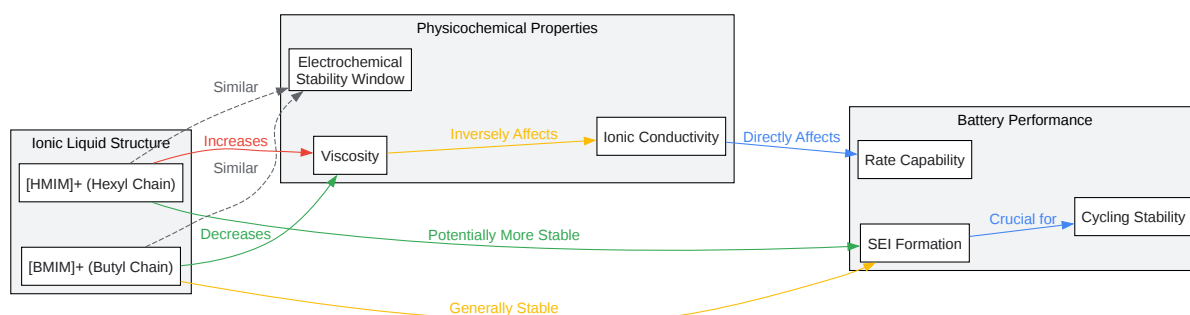 Physicochemical Properties
Electrochemical
Stability Window
Similar
Battery Performance
Ionic Liquid Structure
Increases
Inversely Affects
Ionic Conductivity
Directly Affects
Viscosity
Rate Capability
Similar
[HMIM]+ (Hexyl Chain)
Crucial for
Cycling Stability
Decreases
Potentially More Stable
SEI Formation
[BMIM]+ (Butyl Chain)
Generally Stable